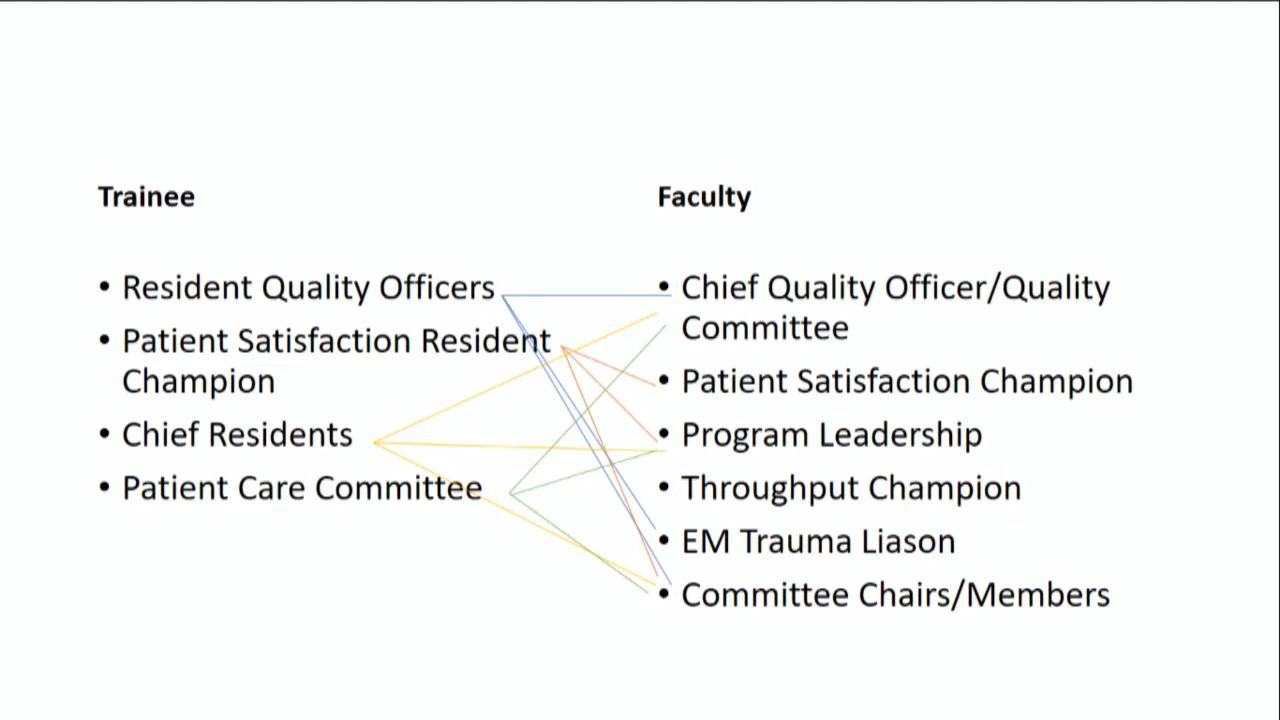 Trainee
• Resident Quality Officers
• Patient Satisfaction Resident
Champion
• Chief Residents
• Patient Care Committee
Faculty
• Chief Quality Officer/Quality
Committee
• Patient Satisfaction Champion
• Program Leadership
• Throughput Champion
• EM Trauma Liason
• Committee Chairs/Members